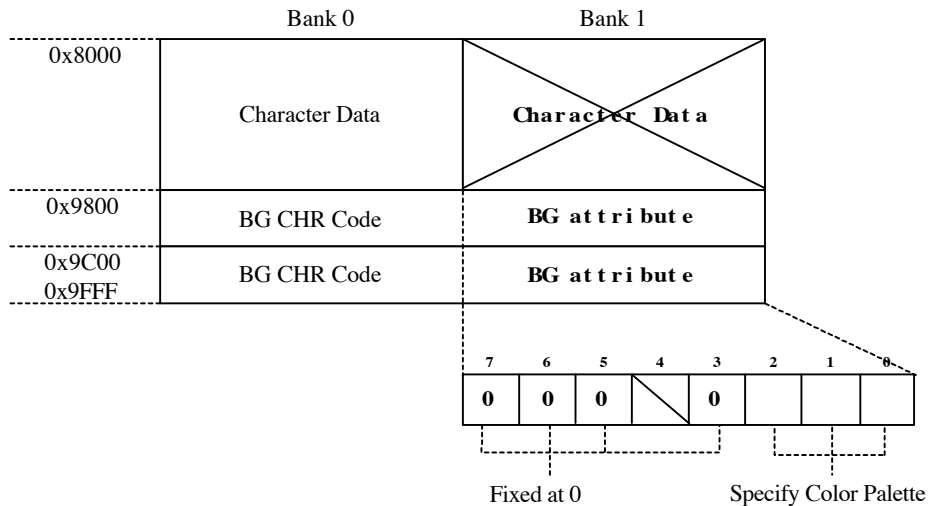 Bank 0 Bank 1
0x8000
Character Data Character Data
0x9800
BG CHR Code BG attribute
0x9C00
BG CHR Code BG attribute
0x9FFF
7 6 5 4 3 2 1 0
0 0 0 0
Fixed at 0 Specify Color Palette